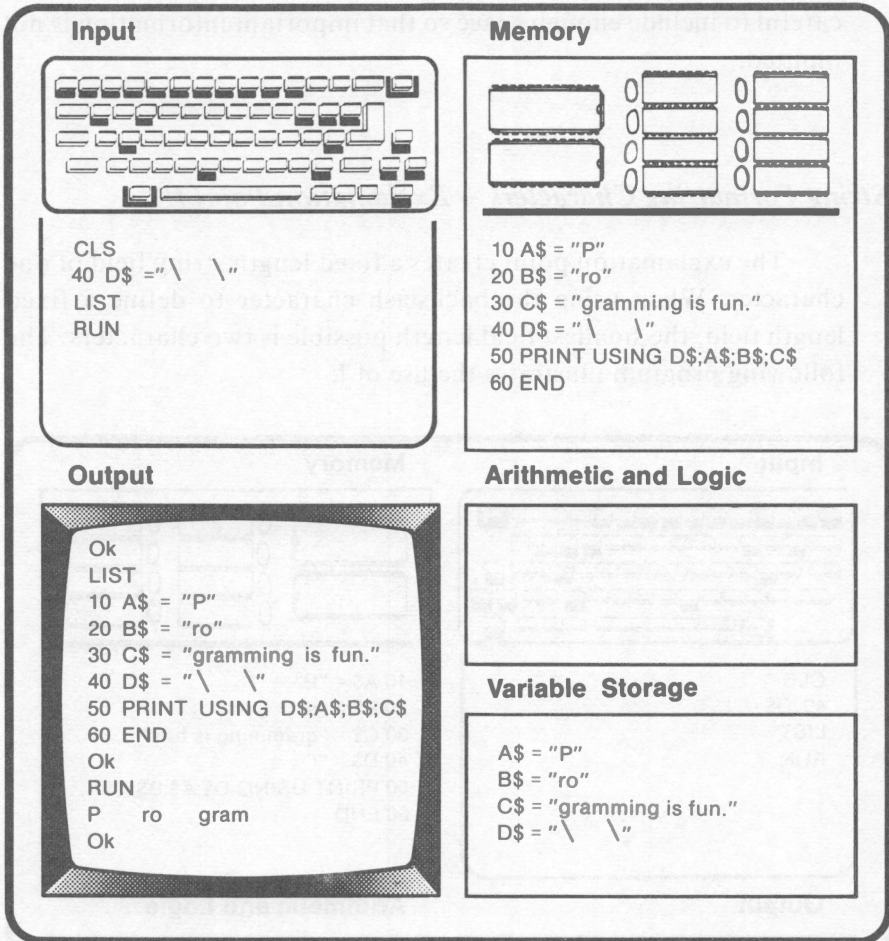 Input
CLS
40 D$ ="\   \"
LIST
RUN
Memory
10 A$ = "P"
20 B$ = "ro"
30 C$ = "gramming is fun."
40 D$ = "\   \"
50 PRINT USING D$;A$;B$;C$
60 END
Output
Ok
LIST
10 A$ = "P"
20 B$ = "ro"
30 C$ = "gramming is fun."
40 D$ = "\   \"
50 PRINT USING D$;A$;B$;C$
60 END
Ok
RUN
P   ro   gram
Ok
Arithmetic and Logic
Variable Storage
A$ = "P"
B$ = "ro"
C$ = "gramming is fun."
D$ = "\   \"